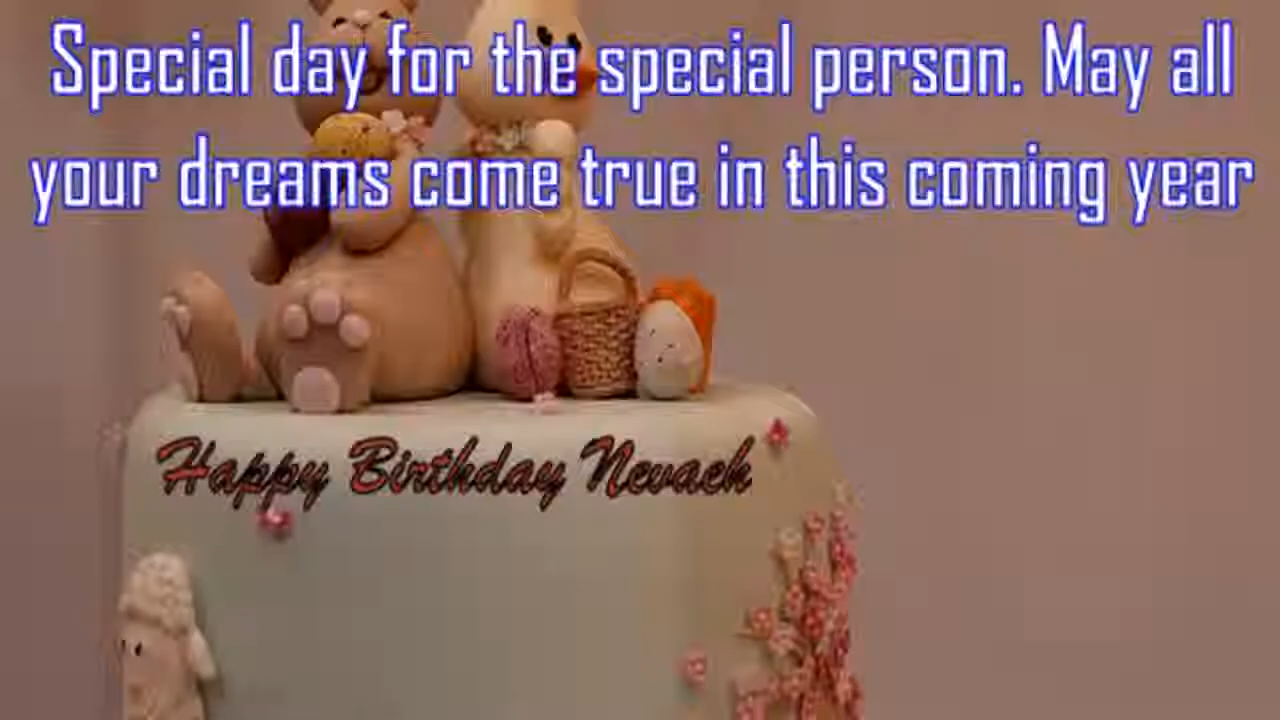 Special day for the special person. May all
your dreams come true in this coming year
Happy Birthday Nevaeh